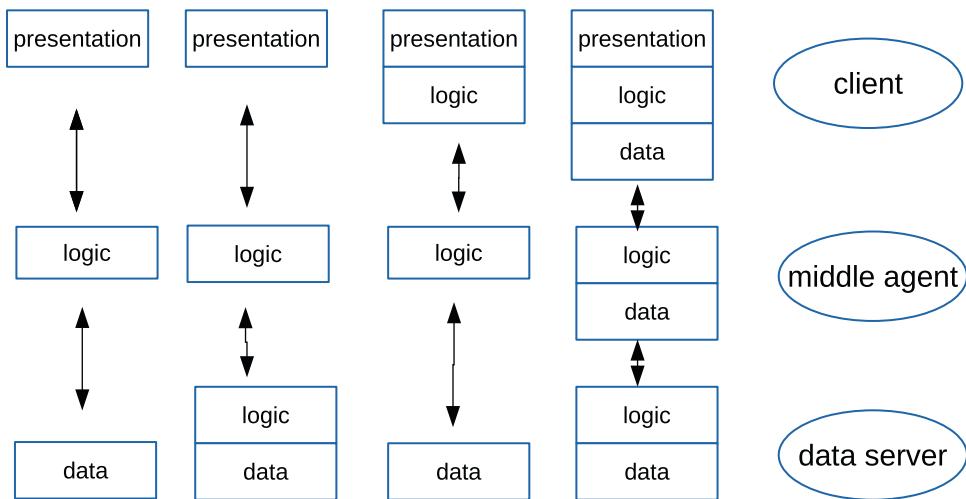 presentation
presentation
presentation
presentation
client
logic
logic
data
logic
logic
logic
logic
middle agent
data
logic
logic
data
data
data
data
data server